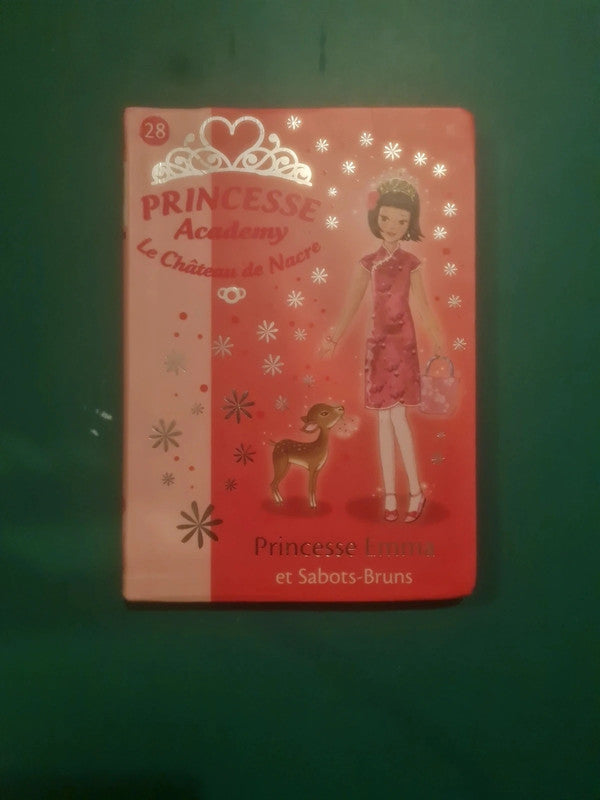 28
PRINCESSE
Academy
Le Château de Nacre
Princesse Emma
et Sabots-Bruns